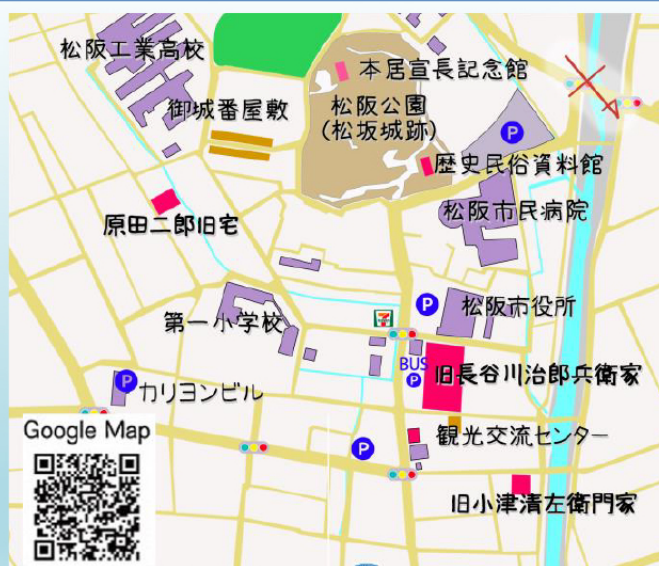 松阪工業高校
本居宣長記念館
御城番屋敷
松阪公園
(松坂城跡)
P
歴史民俗資料館
松阪市民病院
原田二郎旧宅
P
松阪市役所
第一小学校
7
BUS
P
旧長谷川治郎兵衛家
P
カリヨンビル
観光交流センター
P
Google Map
旧小津清左衛門家